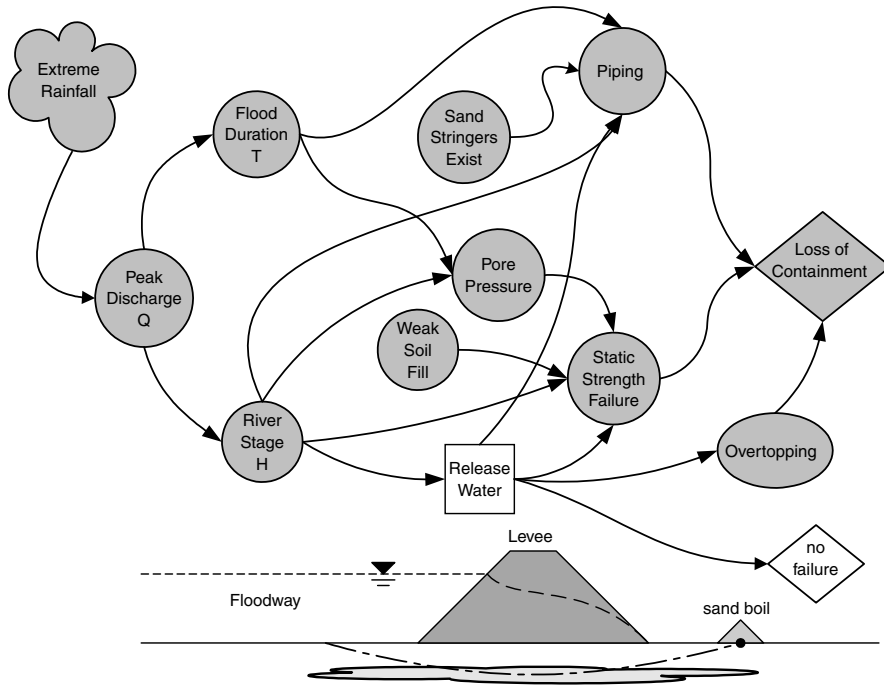 Extreme
Rainfall
Flood
Duration
T
Sand
Stringers
Exist
Piping
Peak
Discharge
Q
Pore
Pressure
Loss of
Containment
Weak
Soil
Fill
Static
Strength
Failure
River
Stage
H
Release
Water
Overtopping
no
failure
Levee
Floodway
sand boil